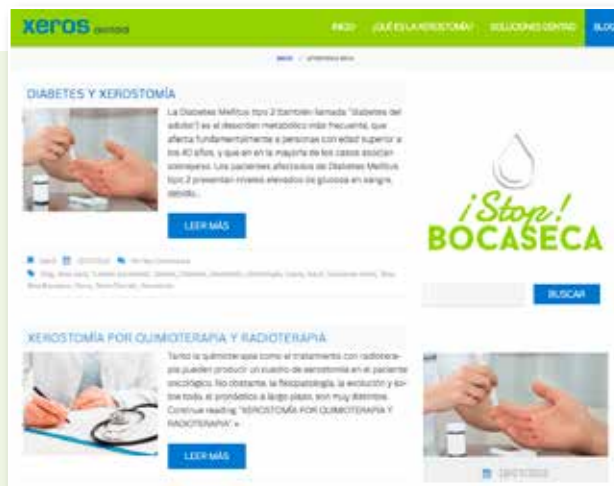 xeros dentaid
INICIO ¿QUÉ ES LA XEROSTOMÍA? SOLUCIONES DENTAID BLOG
INICIO /
DIABETES Y XEROSTOMÍA
La Diabetes Mellitus tipo 2 (también llamada "diabetes del
adulto") es el desorden metabólico más frecuente, que
afecta fundamentalmente a personas con edad superior a
los 40 años, y que en en la mayoría de los casos asocian
sobrepeso. Los pacientes afectados de Diabetes Mellitus
tipo 2 presentan niveles elevados de glucosa en sangre,
debido...
LEER MÁS
¡Stop!
BOCASECA
BUSCAR
XEROSTOMÍA POR QUIMIOTERAPIA Y RADIOTERAPIA
Tanto la quimioterapia como el tratamiento con radiotera-
pia pueden producir un cuadro de xerostomía en el paciente
oncológico. No obstante, la fisiopatología, la evolución y so-
bre todo, el pronóstico a largo plazo, son muy distintos.
Continue reading "XEROSTOMÍA POR QUIMIOTERAPIA Y
RADIOTERAPIA" »
LEER MÁS